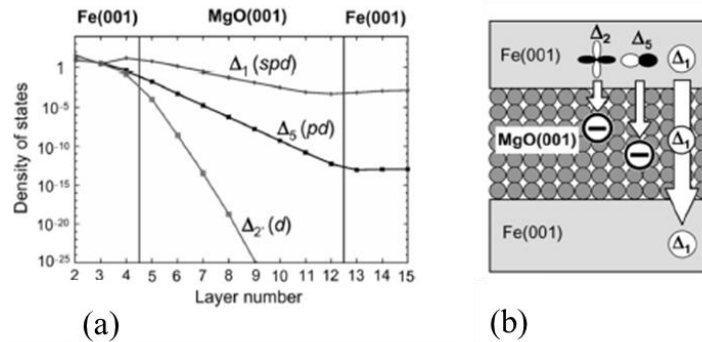 Fe(001) MgO(001) Fe(001)
Density of states
1
10-5
10-10
10-15
10-20
10-25
Δ1(spd)
Δ5(pd)
Δ2'(d)
2 3 4 5 6 7 8 9 10 11 12 13 14 15
Layer number
(a)
Δ2 Δ5
Fe(001) Δ1
MgO(001) Δ1
Fe(001)
Δ1
(b)